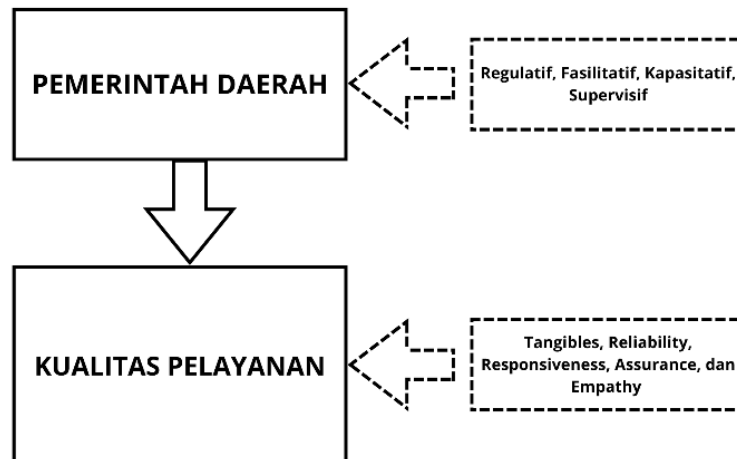 PEMERINTAH DAERAH
Regulatif, Fasilitatif, Kapasitatif,
Supervisif
KUALITAS PELAYANAN
Tangibles, Reliability,
Responsiveness, Assurance, dan
Empathy